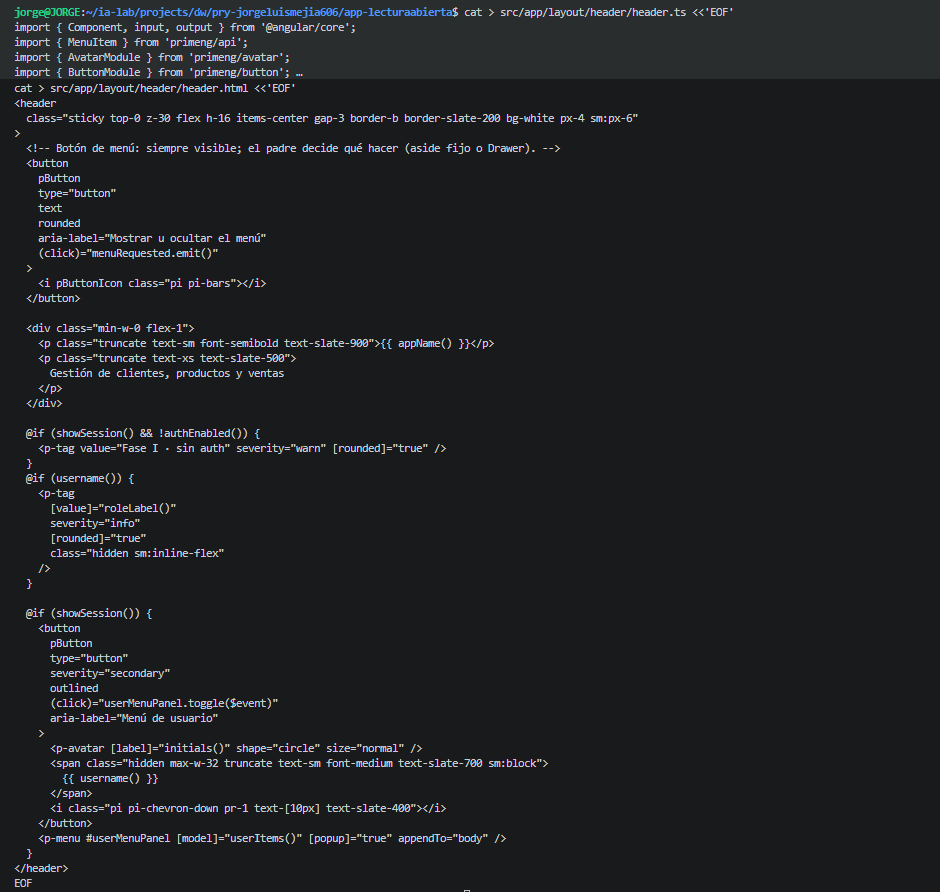 jorge@JORGE:~/ia-lab/projects/dw/pry-jorgeluismejia606/app-lecturaabierta$ cat > src/app/layout/header/header.ts <<'EOF'
import { Component, input, output } from '@angular/core';
import { MenuItem } from 'primeng/api';
import { AvatarModule } from 'primeng/avatar';
import { ButtonModule } from 'primeng/button'; …
cat > src/app/layout/header/header.html <<'EOF'
<header
  class="sticky top-0 z-30 flex h-16 items-center gap-3 border-b border-slate-200 bg-white px-4 sm:px-6"
>
  <!-- Botón de menú: siempre visible; el padre decide qué hacer (aside fijo o Drawer). -->
  <button
    pButton
    type="button"
    text
    rounded
    aria-label="Mostrar u ocultar el menú"
    (click)="menuRequested.emit()"
  >
    <i pButtonIcon class="pi pi-bars"></i>
  </button>

  <div class="min-w-0 flex-1">
    <p class="truncate text-sm font-semibold text-slate-900">{{ appName() }}</p>
    <p class="truncate text-xs text-slate-500">
      Gestión de clientes, productos y ventas
    </p>
  </div>

  @if (showSession() && !authEnabled()) {
    <p-tag value="Fase I · sin auth" severity="warn" [rounded]="true" />
  }
  @if (username()) {
    <p-tag
      [value]="roleLabel()"
      severity="info"
      [rounded]="true"
      class="hidden sm:inline-flex"
    />
  }

  @if (showSession()) {
    <button
      pButton
      type="button"
      severity="secondary"
      outlined
      (click)="userMenuPanel.toggle($event)"
      aria-label="Menú de usuario"
    >
      <p-avatar [label]="initials()" shape="circle" size="normal" />
      <span class="hidden max-w-32 truncate text-sm font-medium text-slate-700 sm:block">
        {{ username() }}
      </span>
      <i class="pi pi-chevron-down pr-1 text-[10px] text-slate-400"></i>
    </button>
    <p-menu #userMenuPanel [model]="userItems()" [popup]="true" appendTo="body" />
  }
</header>
EOF